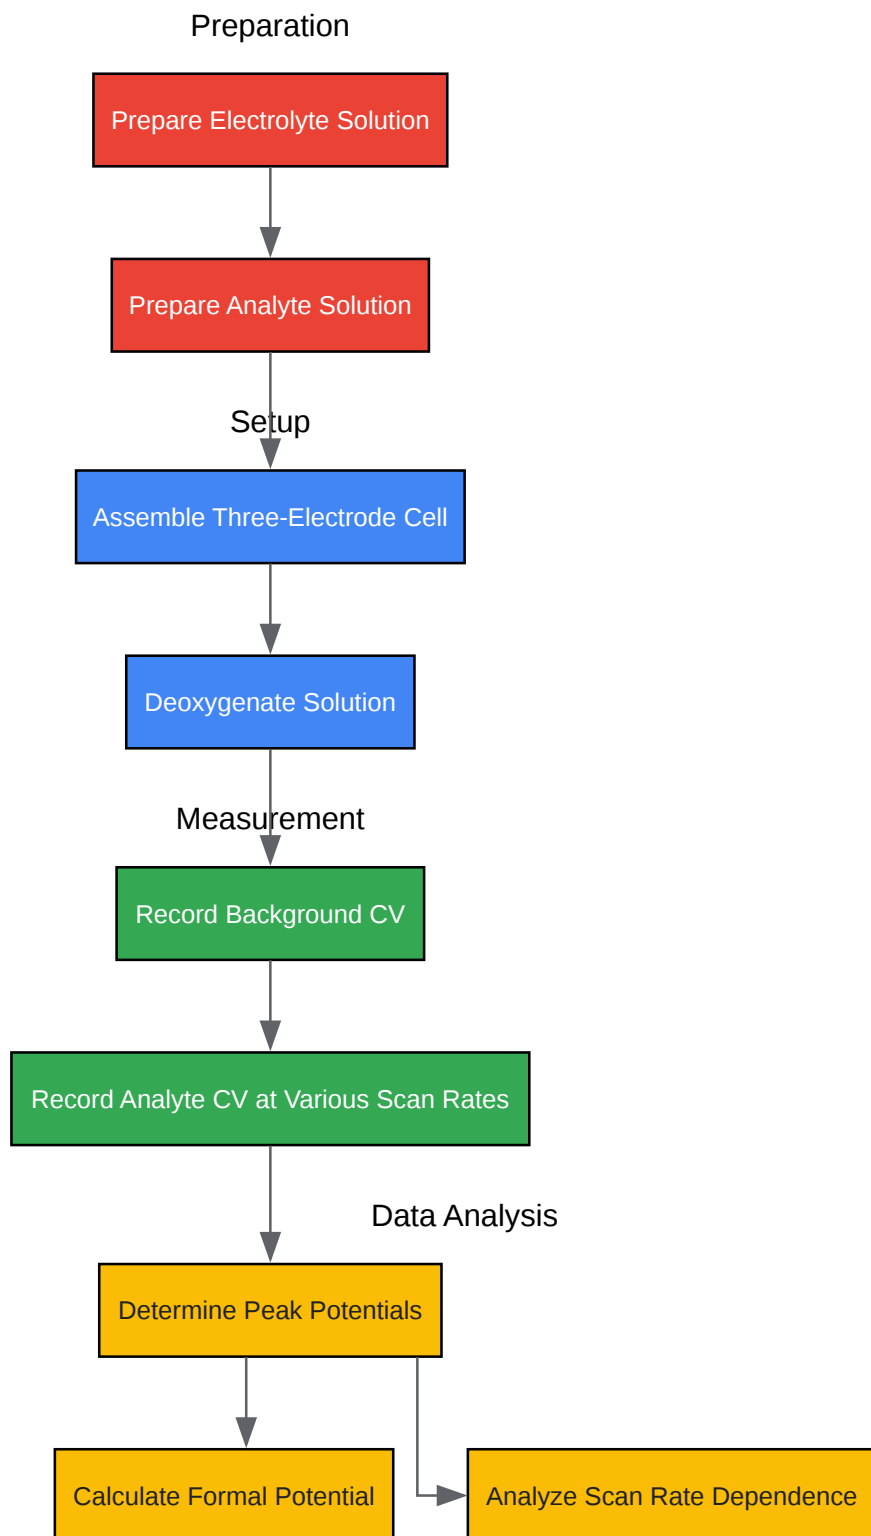 Preparation
Prepare Electrolyte Solution
Prepare Analyte Solution
Setup
Assemble Three-Electrode Cell
Deoxygenate Solution
Measurement
Record Background CV
Record Analyte CV at Various Scan Rates
Data Analysis
Determine Peak Potentials
Calculate Formal Potential
Analyze Scan Rate Dependence